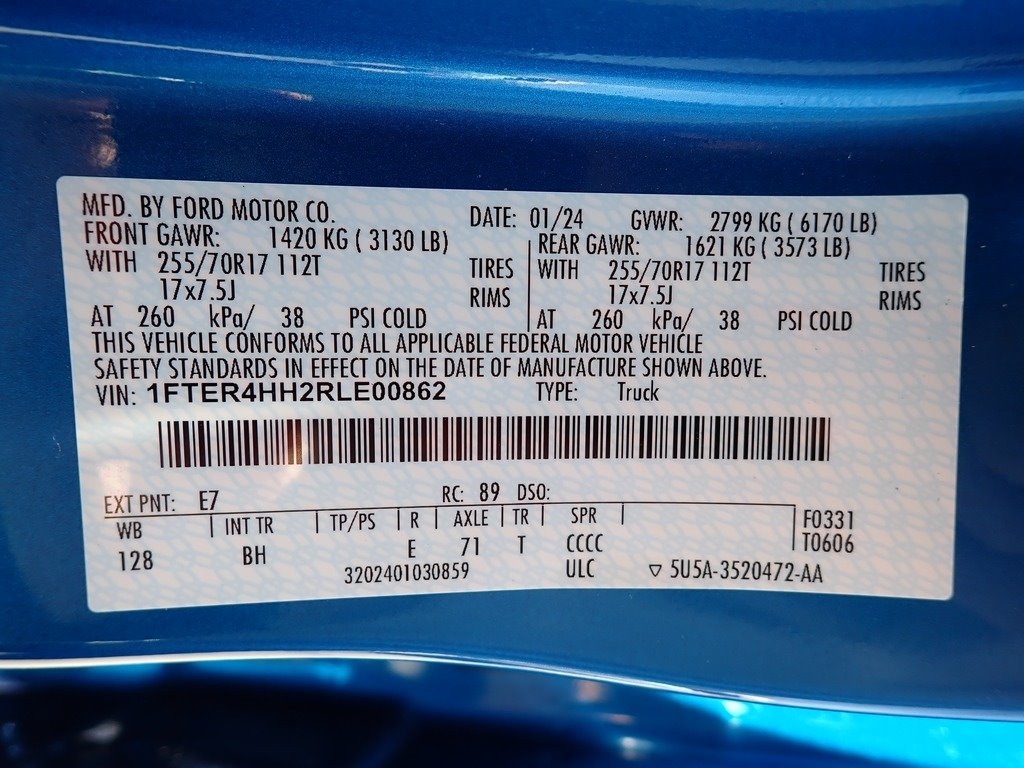 MFD. BY FORD MOTOR CO. DATE: 01/24 GVWR: 2799 KG ( 6170 LB)
FRONT GAWR: 1420 KG ( 3130 LB) REAR GAWR: 1621 KG ( 3573 LB)
WITH 255/70R17 112T TIRES WITH 255/70R17 112T TIRES
17x7.5J RIMS 17x7.5J RIMS
AT 260 kPa/ 38 PSI COLD AT 260 kPa/ 38 PSI COLD
THIS VEHICLE CONFORMS TO ALL APPLICABLE FEDERAL MOTOR VEHICLE
SAFETY STANDARDS IN EFFECT ON THE DATE OF MANUFACTURE SHOWN ABOVE.
VIN: 1FTER4HH2RLE00862 TYPE: Truck
EXT PNT: E7 RC: 89 DSO:
WB INT TR TP/PS R AXLE TR SPR F0331
128 BH E 71 T CCCC T0606
3202401030859 ULC ▽ 5U5A-3520472-AA